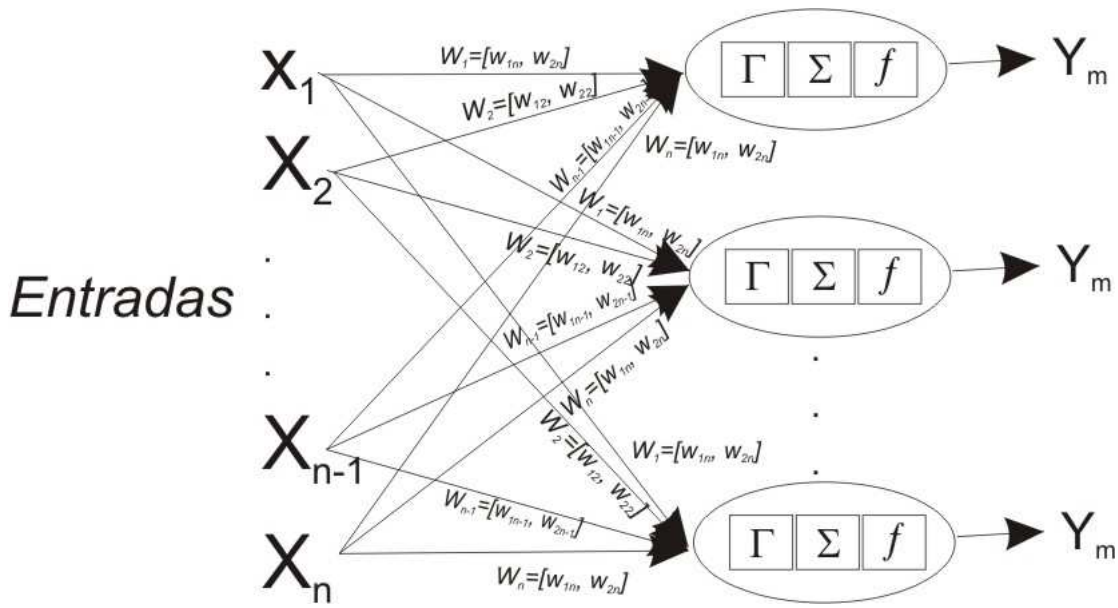 x1
W1=[w1n, w2n]
Γ Σ f
Ym
W2=[w12, w22]
X2
Wn-1=[w1n-1, w2n-1
Wn=[w1n, w2n]
W1=[w1n, w2n]
W2=[w12, w22]
Γ Σ f
Ym
Entradas
Wn-1=[w1n-1, w2n-1]
Wn=[w1n, w2n]
Xn-1
W2=[w12, w22]
W1=[w1n, w2n]
Wn-1=[w1n-1, w2n-1]
Γ Σ f
Ym
Xn
Wn=[w1n, w2n]